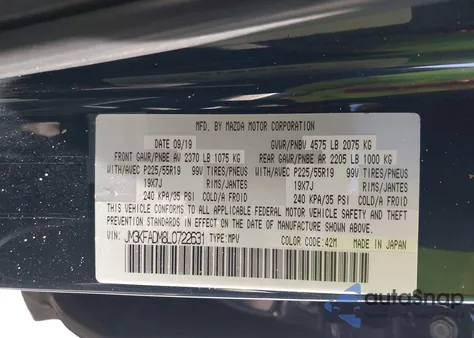 MFD. BY MAZDA MOTOR CORPORATION
09/19 GVWR/PNBV 4575 LB 2075 KG
FRONT GAWR/PNBE AV 2370 LB 1075 KG REAR GAWR/PNBE AR 2205 LB 1000 KG
WITH/AVEC P225/55R19 99V TIRES/PNEUS WITH/AVEC P225/55R19 99V TIRES/PNEUS
19X7J RIMS/JANTES 19X7J RIMS/JANTES
240 KPA/35 PSI COLD/A FROID 240 KPA/35 PSI COLD/A FROID
THIS VEHICLE CONFORMS TO ALL APPLICABLE FEDERAL MOTOR VEHICLE SAFETY AND
THEFT PREVENTION STANDARDS IN EFFECT ON THE DATE OF MANUFACTURE SHOWN ABOVE.
VIN: JM3KFADM8L0722531 TYPE:MPV COLOR CODE:42M MADE IN JAPAN
autoSnap